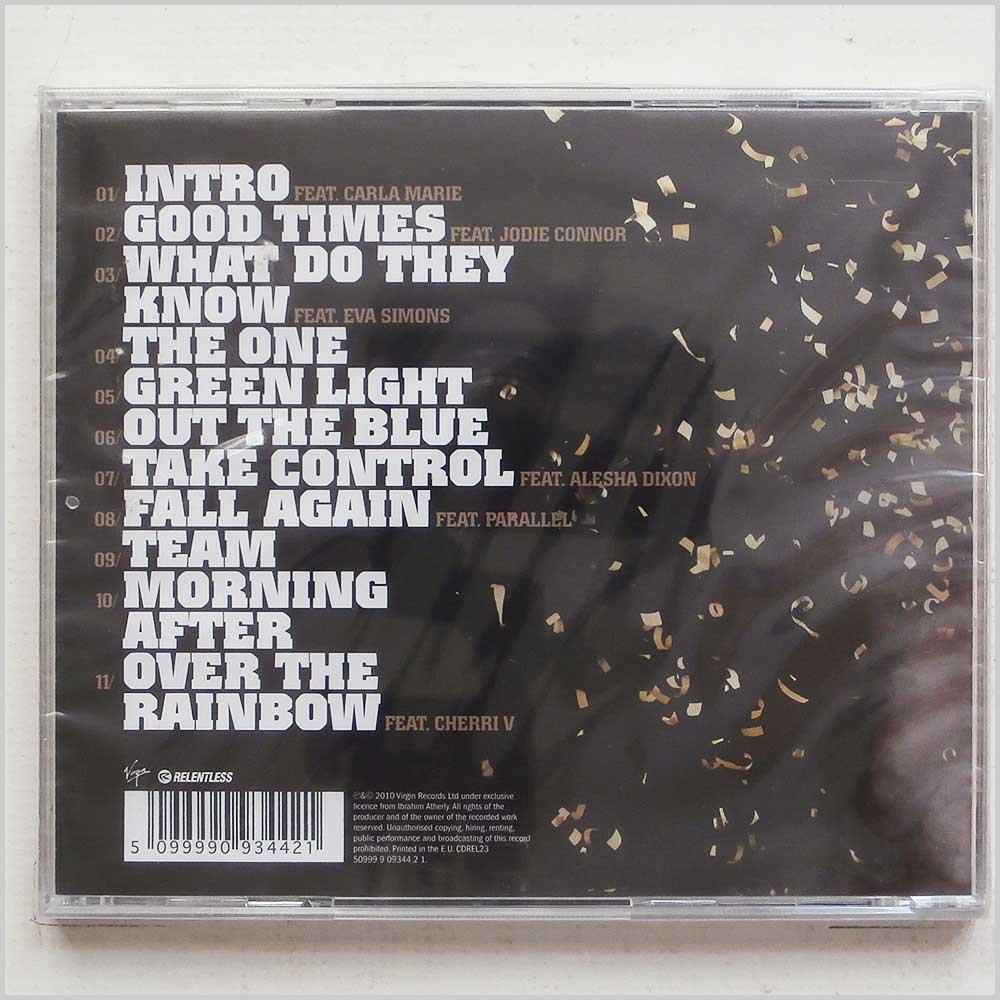 01/ INTRO FEAT. CARLA MARIE
02/ GOOD TIMES FEAT. JODIE CONNOR
03/ WHAT DO THEY
KNOW FEAT. EVA SIMONS
04/ THE ONE
05/ GREEN LIGHT
06/ OUT THE BLUE
07/ TAKE CONTROL FEAT. ALESHA DIXON
08/ FALL AGAIN FEAT. PARALLEL
09/ TEAM
10/ MORNING
AFTER
11/ OVER THE
RAINBOW FEAT. CHERRI V
Virgin RELENTLESS
5 099990 934421
℗&© 2010 Virgin Records Ltd under exclusive
licence from Ibrahim Atherly. All rights of the
producer and of the owner of the recorded work
reserved. Unauthorised copying, hiring, renting,
public performance and broadcasting of this record
prohibited. Printed in the E.U. CDREL23
50999 9 09344 2 1.